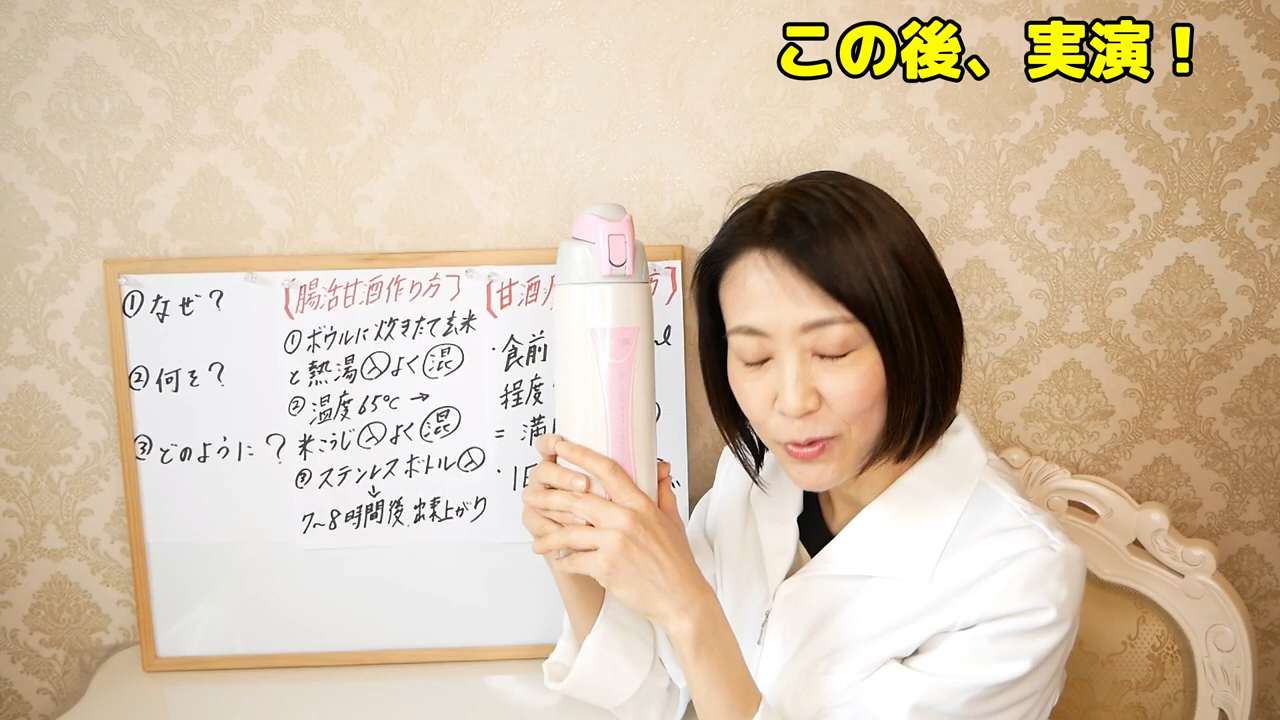 この後、実演！
①なぜ？
②何を？
③どのように？
【腸活甘酒作り方】
①ボウルに炊きたて玄米
と熱湯入よく混
②温度65℃→
米こうじ入よく混
③ステンレスボトル入
↓
7〜8時間後出来上がり
【甘酒 方】
・食前
程度
= 満
・1日